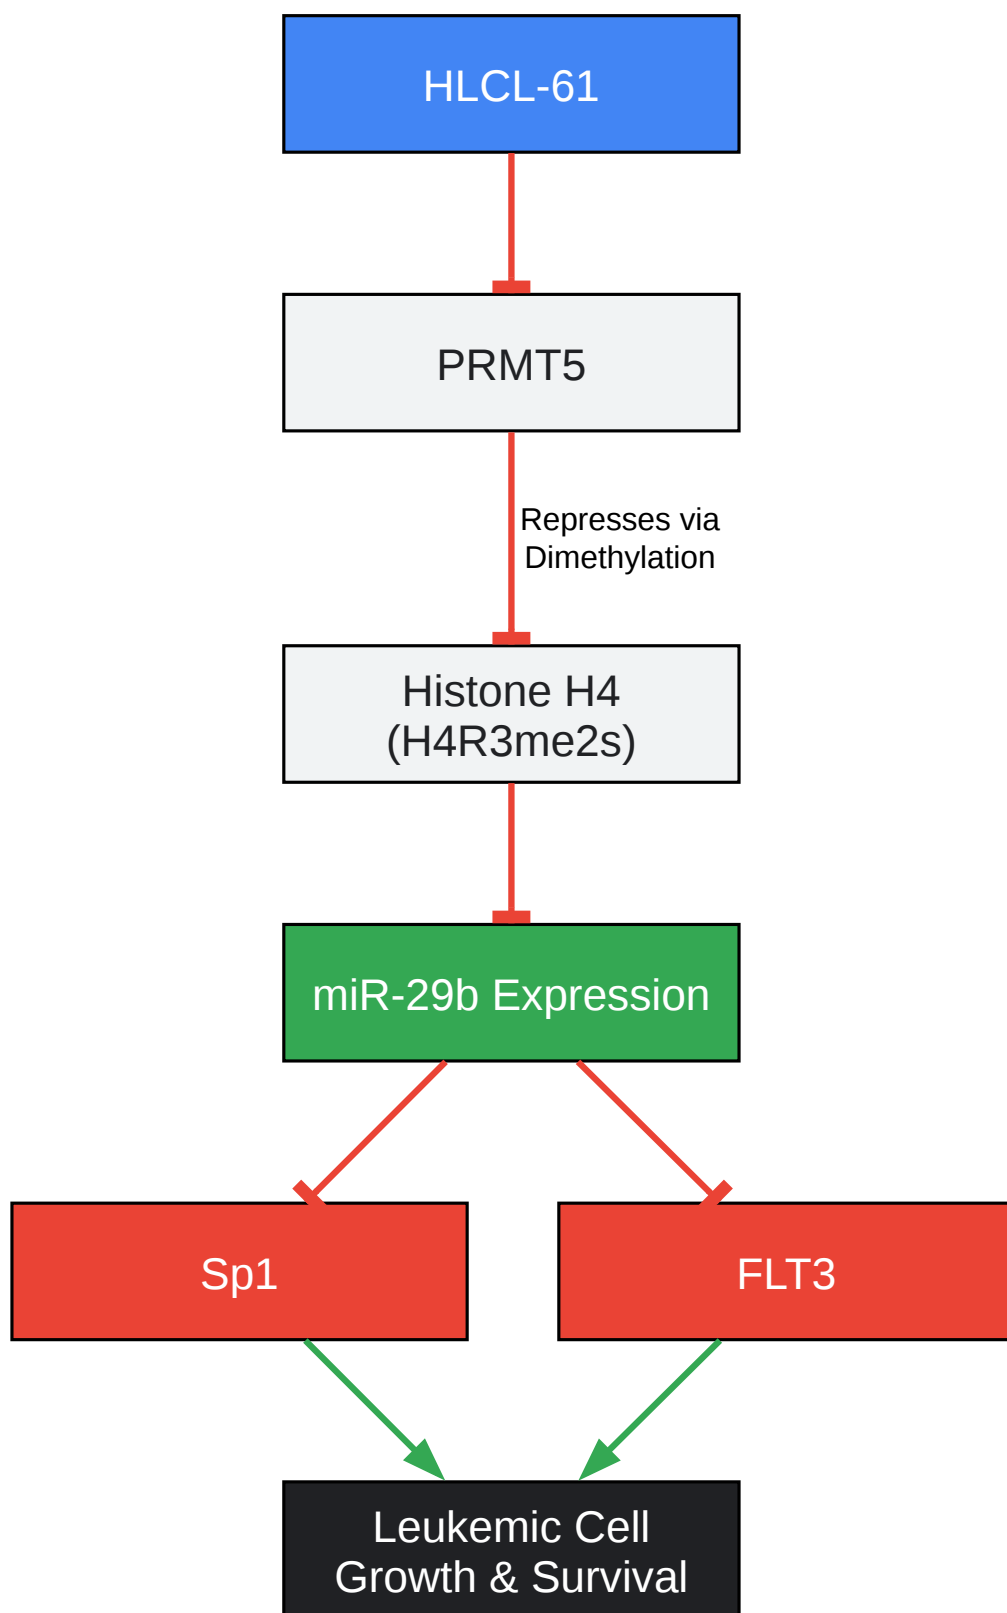 HLCL-61
PRMT5
Represses via
Dimethylation
Histone H4
(H4R3me2s)
miR-29b Expression
Sp1
FLT3
Leukemic Cell
Growth & Survival